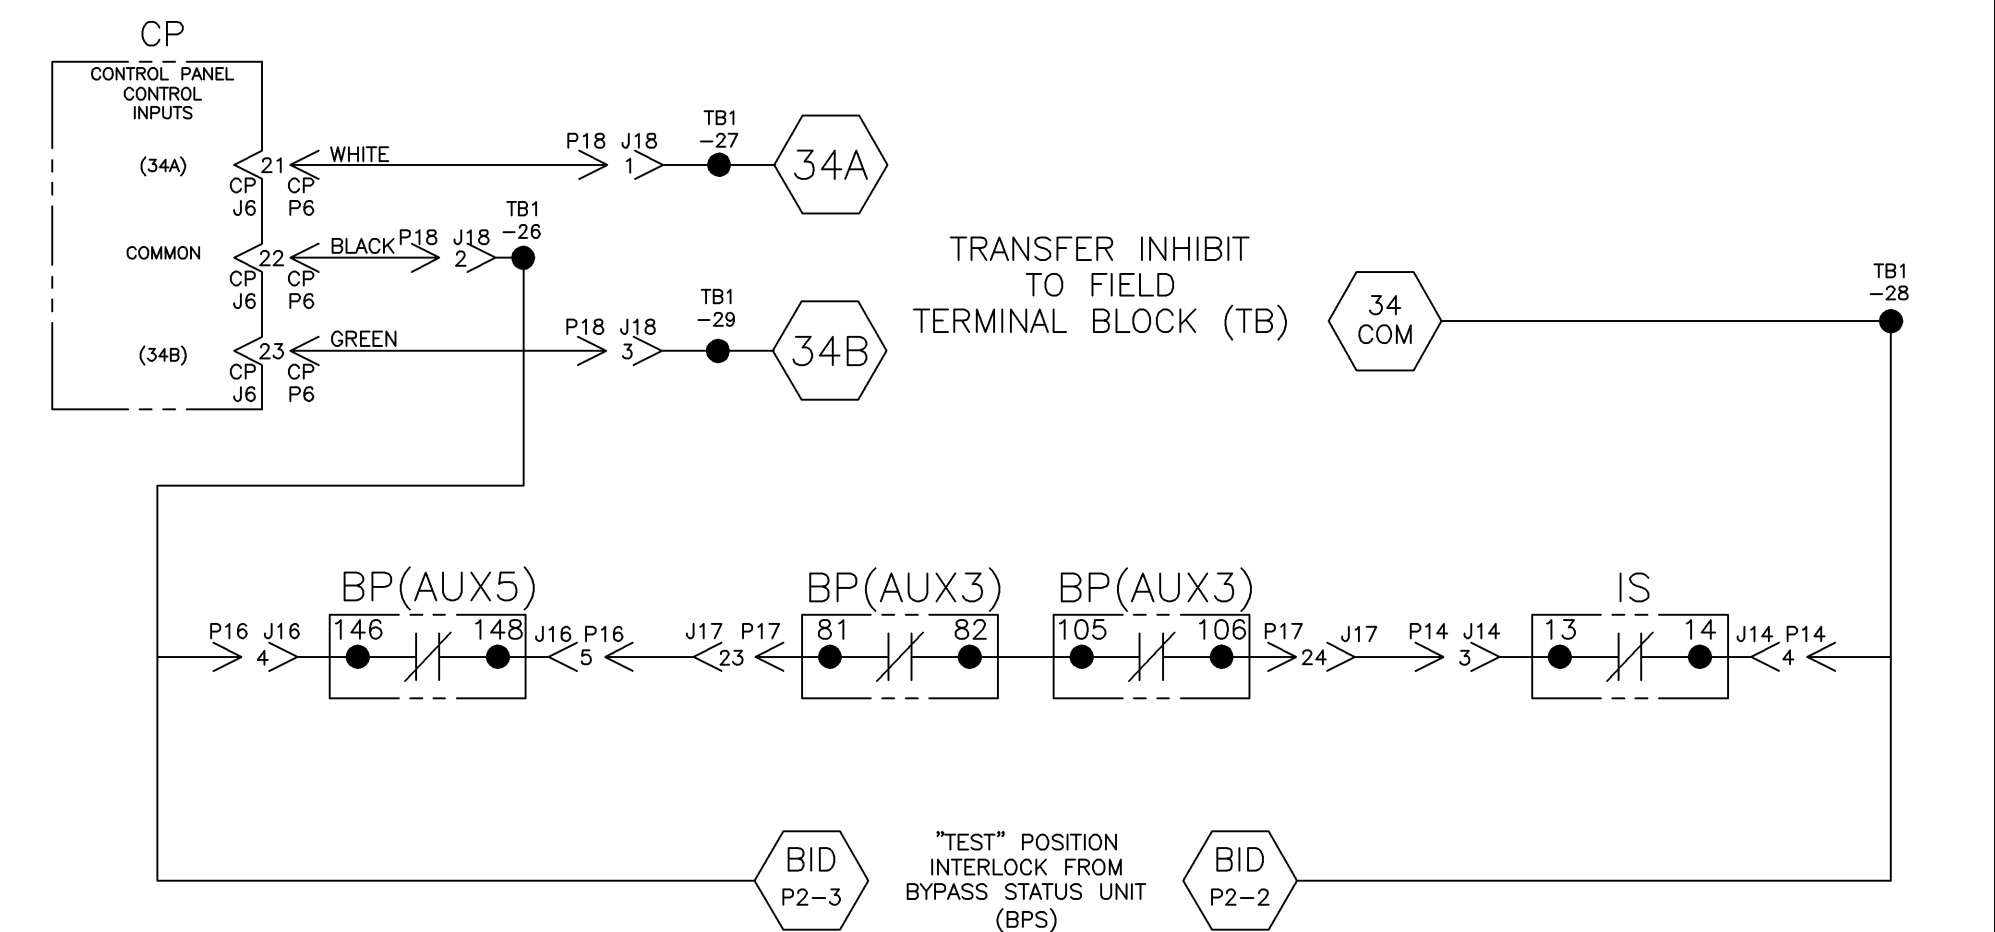 CP
CONTROL PANEL
CONTROL
INPUTS
(34A)
21
CP
J6
CP
P6
WHITE
P18
J18
1
TB1
-27
34A
COMMON
22
CP
J6
CP
P6
BLACK
P18
J18
2
TB1
-26
(34B)
23
CP
J6
CP
P6
GREEN
P18
J18
3
TB1
-29
34B
TRANSFER INHIBIT
TO FIELD
TERMINAL BLOCK (TB)
34
COM
TB1
-28
BP(AUX5)
BP(AUX3)
BP(AUX3)
IS
P16
J16
4
146
148
J16
P16
5
J17
P17
23
81
82
105
106
P17
J17
24
P14
J14
3
13
14
J14
P14
4
BID
P2-3
"TEST" POSITION
INTERLOCK FROM
BYPASS STATUS UNIT
(BPS)
BID
P2-2